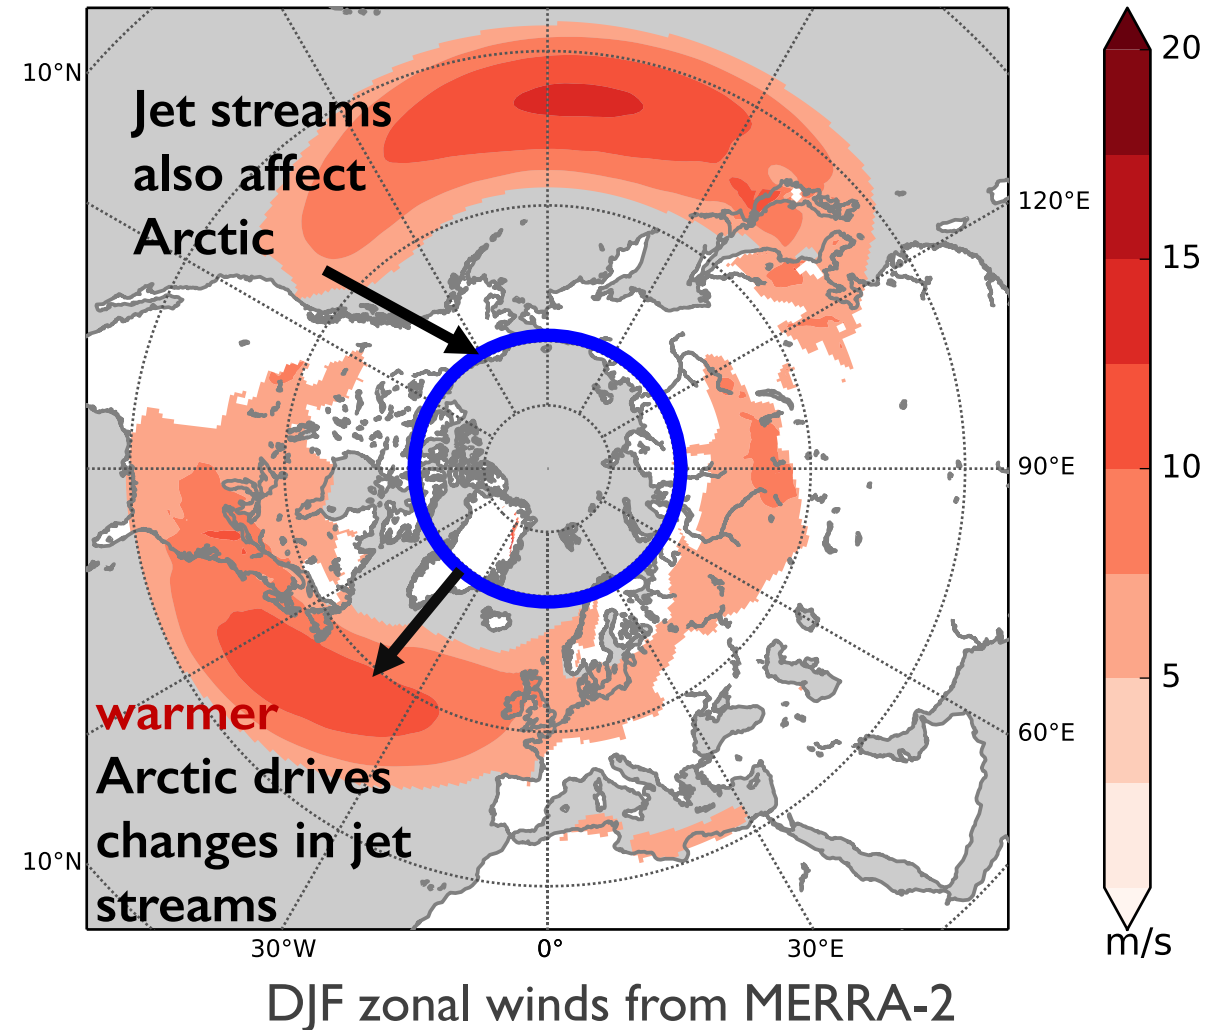 10°N
Jet streams
also affect
Arctic
20
120°E
15
90°E
10
5
warmer
Arctic drives
changes in jet
streams
60°E
10°N
30°W
0°
30°E
m/s
DJF zonal winds from MERRA-2